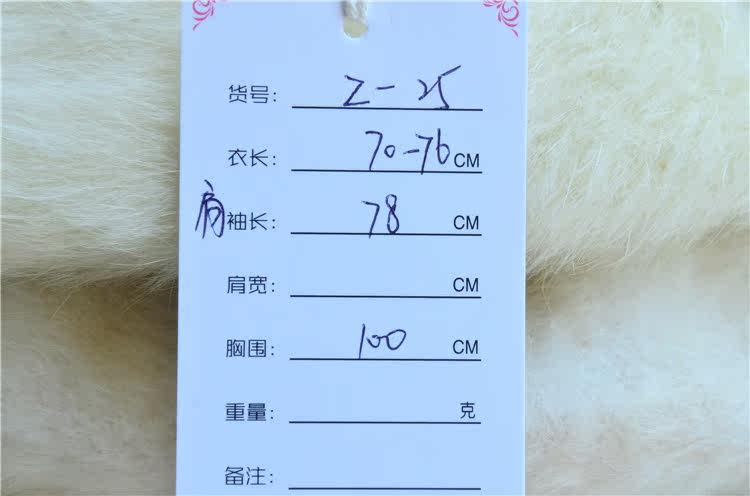 货号: Z-25
衣长: 70-76 CM
肩袖长: 78 CM
肩宽: CM
胸围: 100 CM
重量: 克
备注: